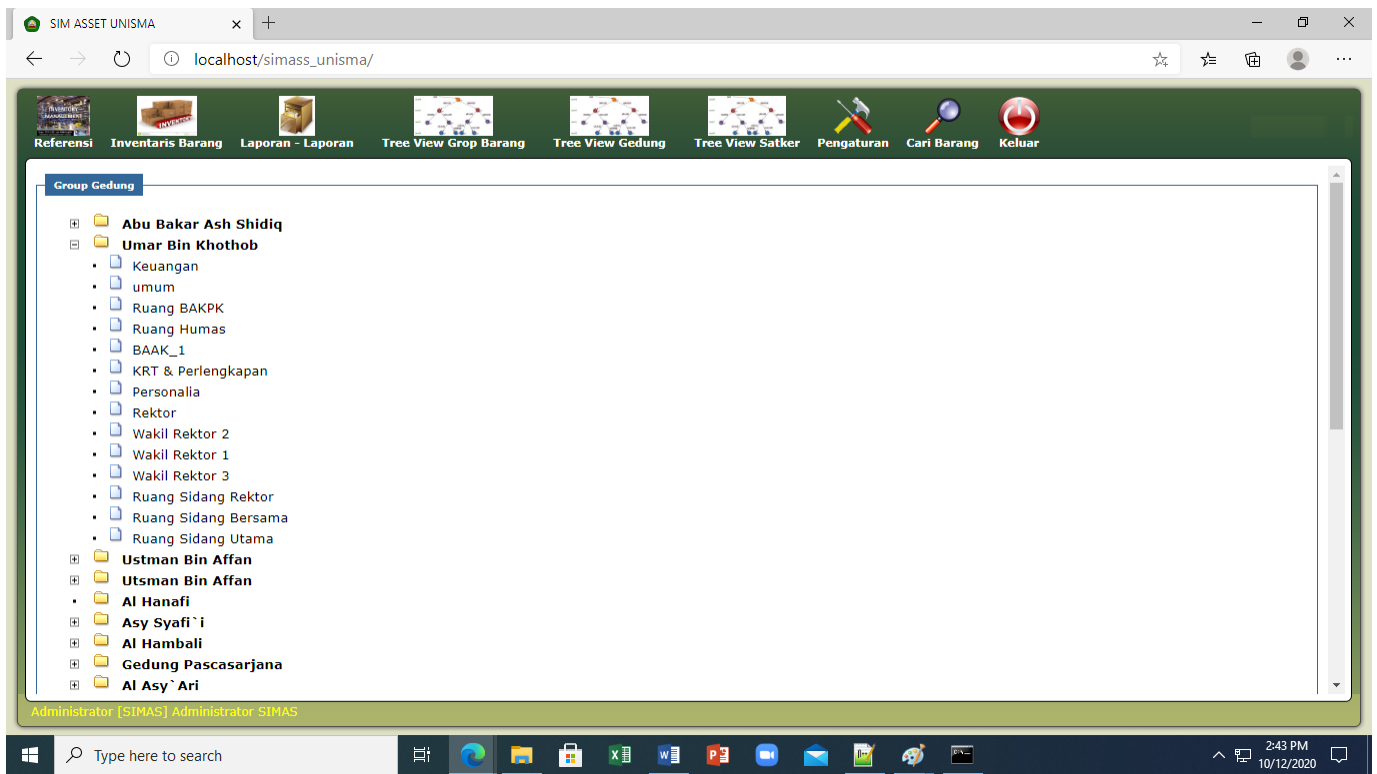 SIM ASSET UNISMA
localhost/simass_unisma/
INVENTORY
MANAGEMENT
Referensi Inventaris Barang Laporan - Laporan Tree View Grop Barang Tree View Gedung Tree View Satker Pengaturan Cari Barang Keluar
Group Gedung
Abu Bakar Ash Shidiq
Umar Bin Khothob
Keuangan
umum
Ruang BAKPK
Ruang Humas
BAAK_1
KRT & Perlengkapan
Personalia
Rektor
Wakil Rektor 2
Wakil Rektor 1
Wakil Rektor 3
Ruang Sidang Rektor
Ruang Sidang Bersama
Ruang Sidang Utama
Ustman Bin Affan
Utsman Bin Affan
Al Hanafi
Asy Syafi`i
Al Hambali
Gedung Pascasarjana
Al Asy`Ari
Administrator [SIMAS] Administrator SIMAS
Type here to search
2:43 PM
10/12/2020